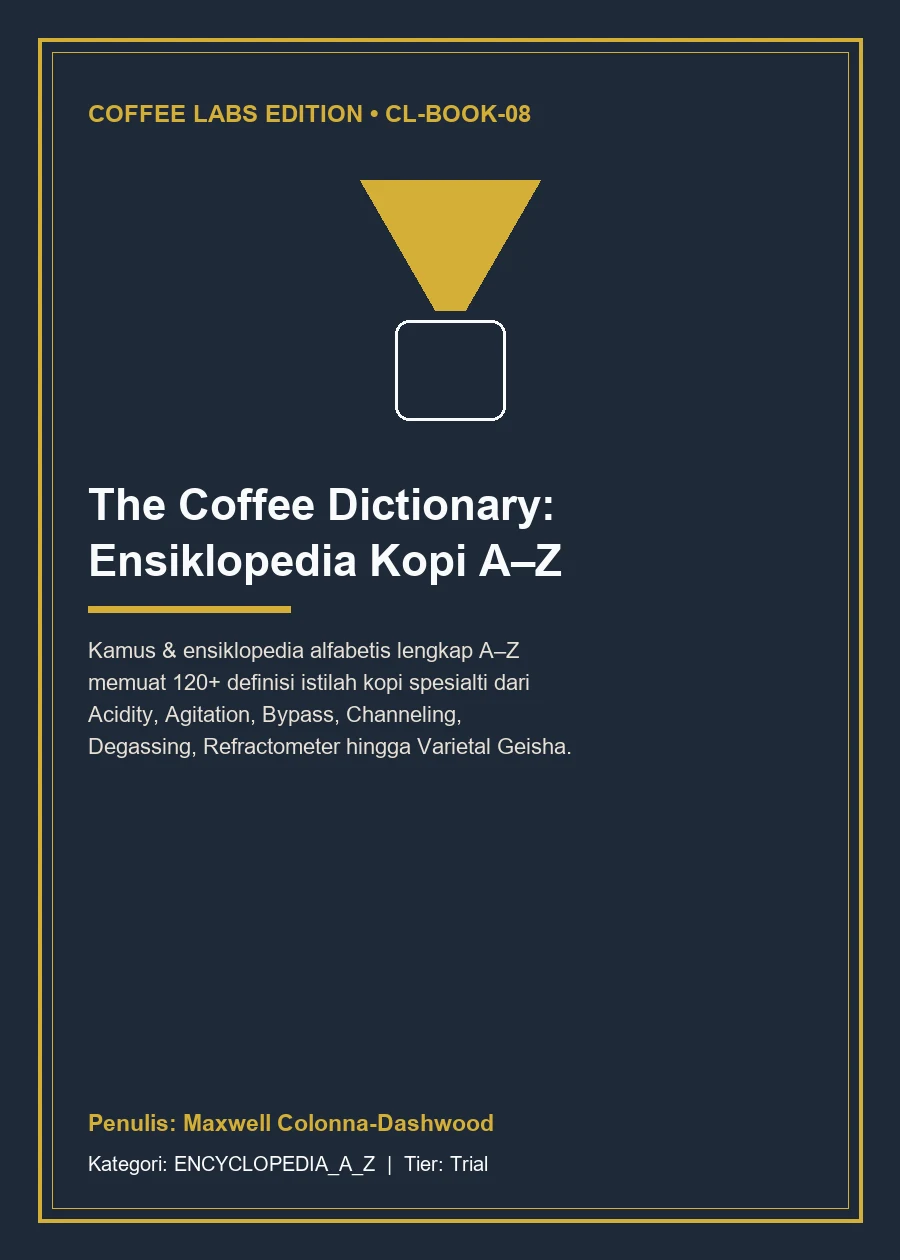 COFFEE LABS EDITION • CL-BOOK-08
The Coffee Dictionary:
Ensiklopedia Kopi A–Z
Kamus & ensiklopedia alfabetis lengkap A–Z
memuat 120+ definisi istilah kopi spesialti dari
Acidity, Agitation, Bypass, Channeling,
Degassing, Refractometer hingga Varietal Geisha.
Penulis: Maxwell Colonna-Dashwood
Kategori: ENCYCLOPEDIA_A_Z | Tier: Trial